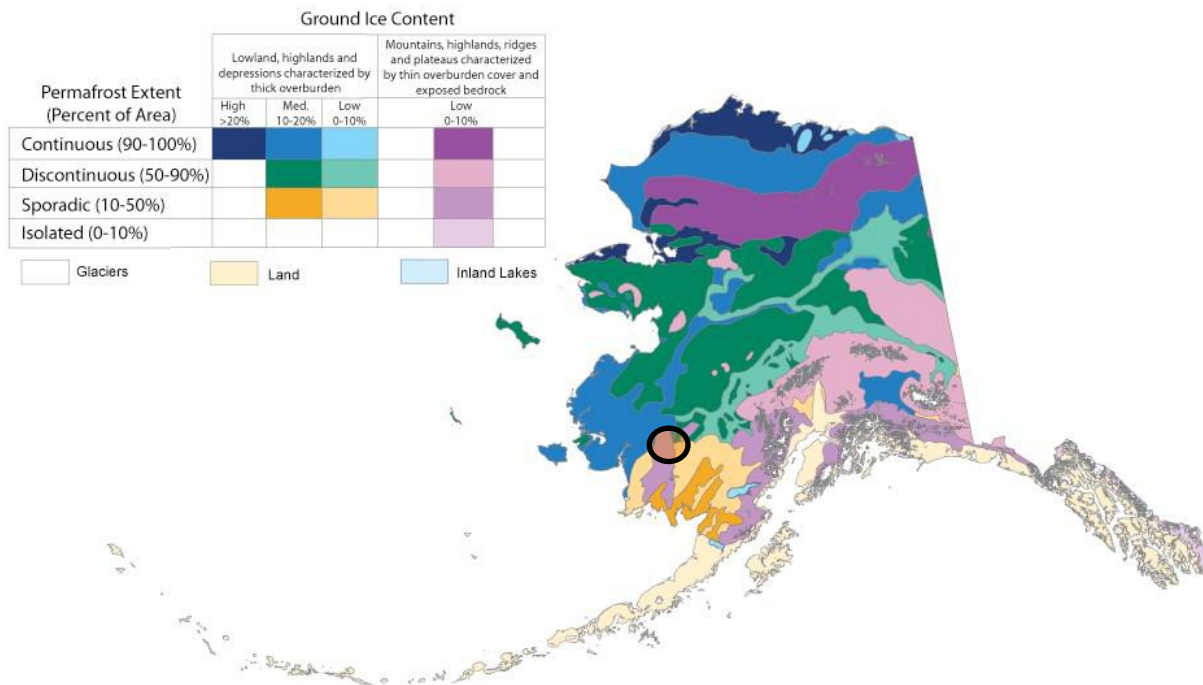 Ground Ice Content
Permafrost Extent
(Percent of Area)
Lowland, highlands and
depressions characterized by
thick overburden
Mountains, highlands, ridges
and plateaus characterized
by thin overburden cover and
exposed bedrock
High
>20%
Med.
10-20%
Low
0-10%
Low
0-10%
Continuous (90-100%)
Discontinuous (50-90%)
Sporadic (10-50%)
Isolated (0-10%)
Glaciers
Land
Inland Lakes